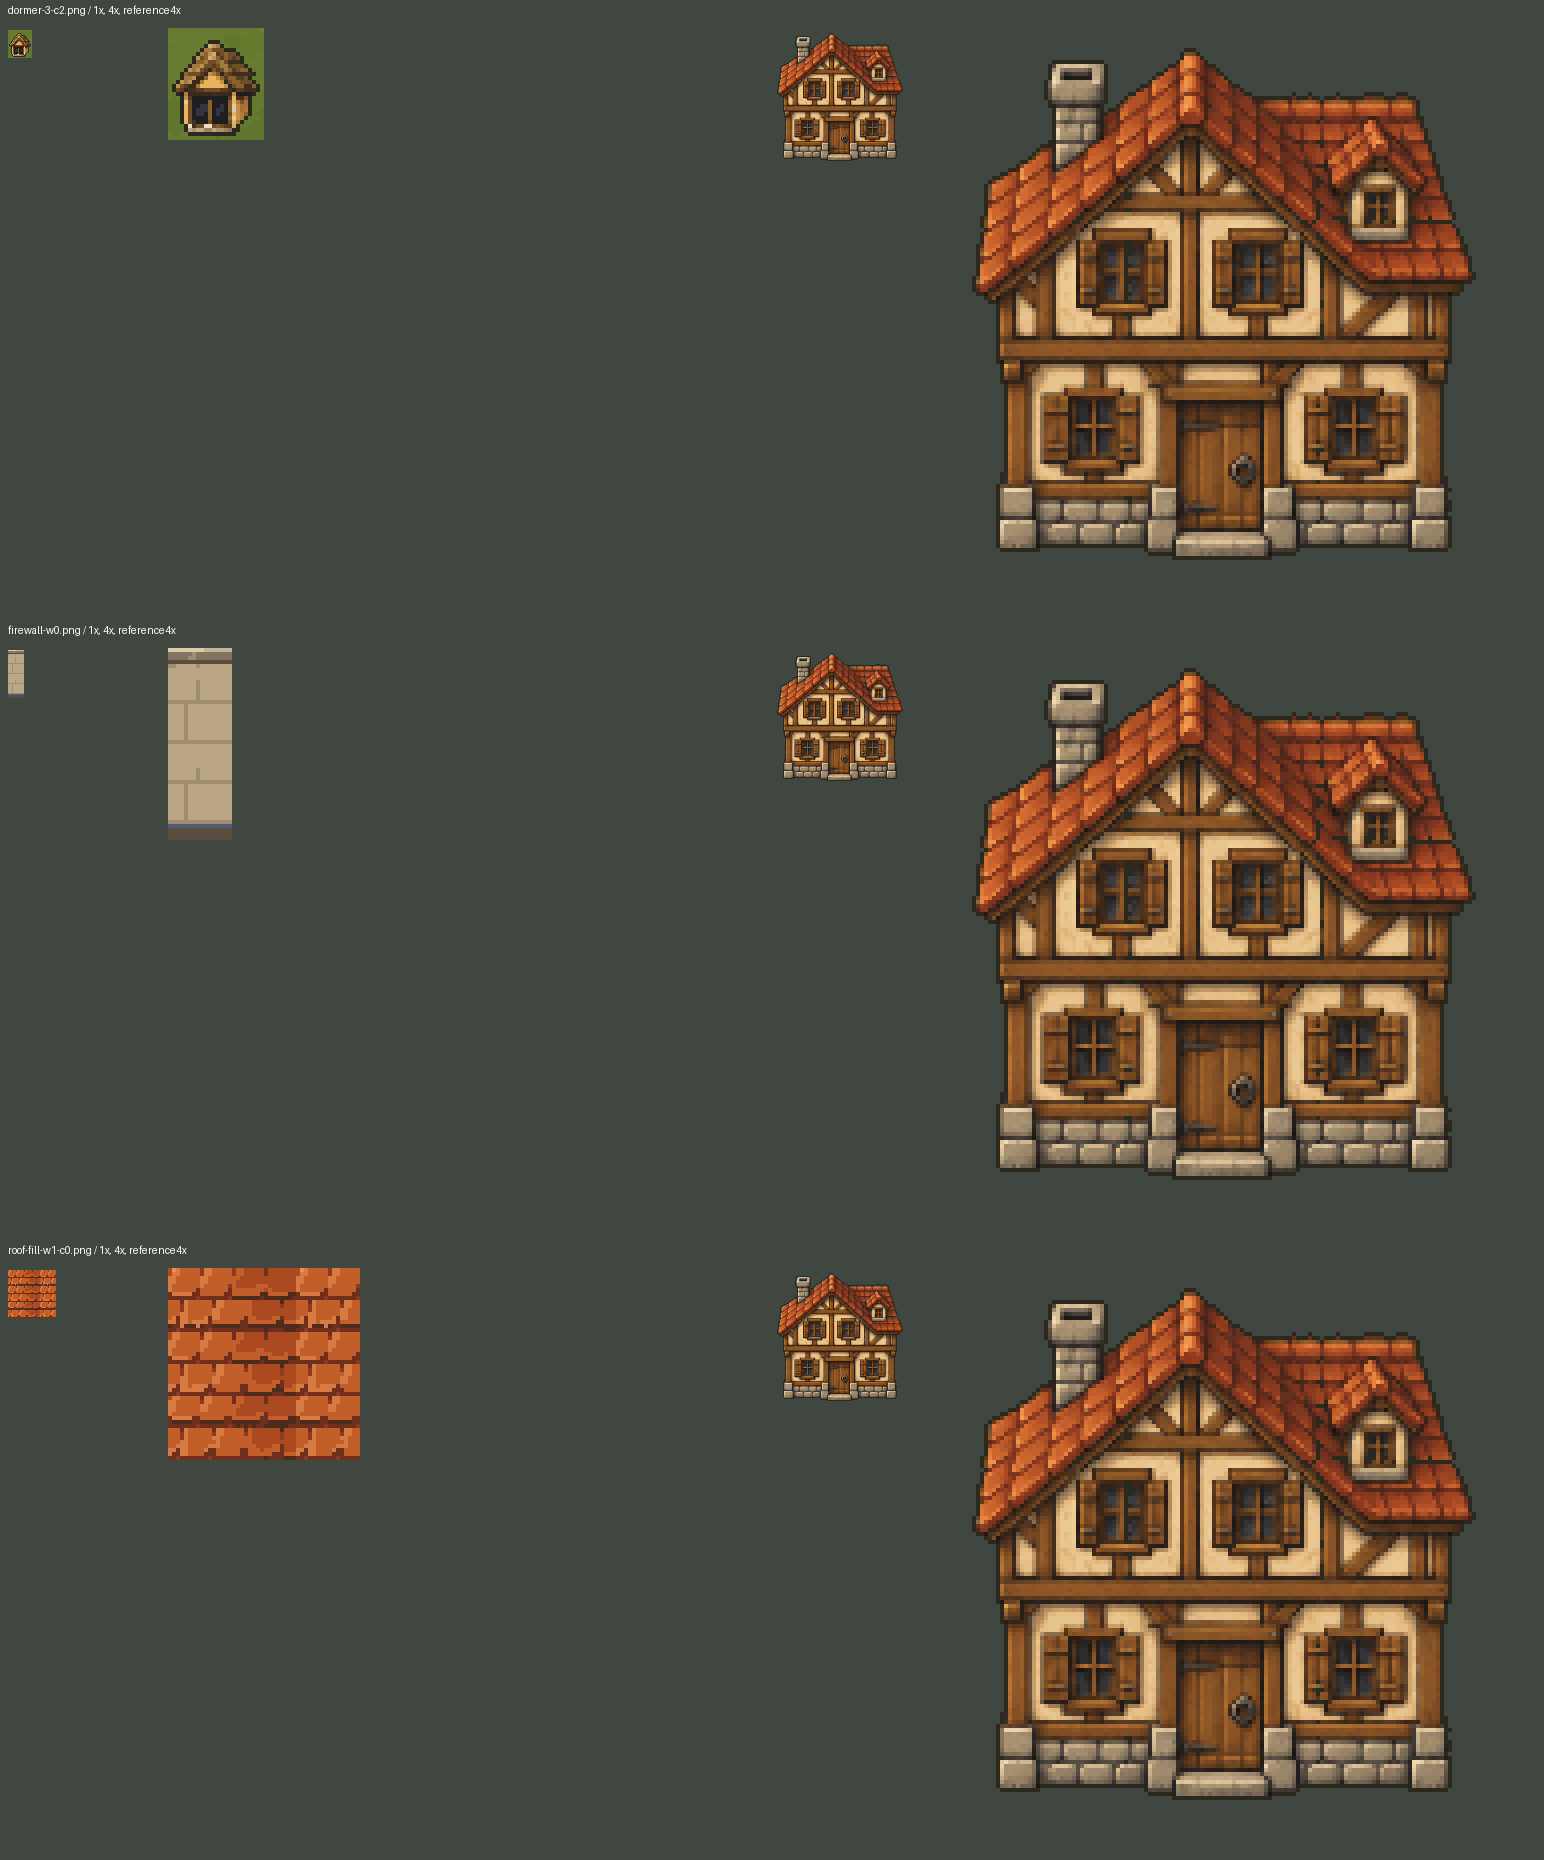 dormer-3-c2.png / 1x, 4x, reference4x
firewall-w0.png / 1x, 4x, reference4x
roof-fill-w1-c0.png / 1x, 4x, reference4x